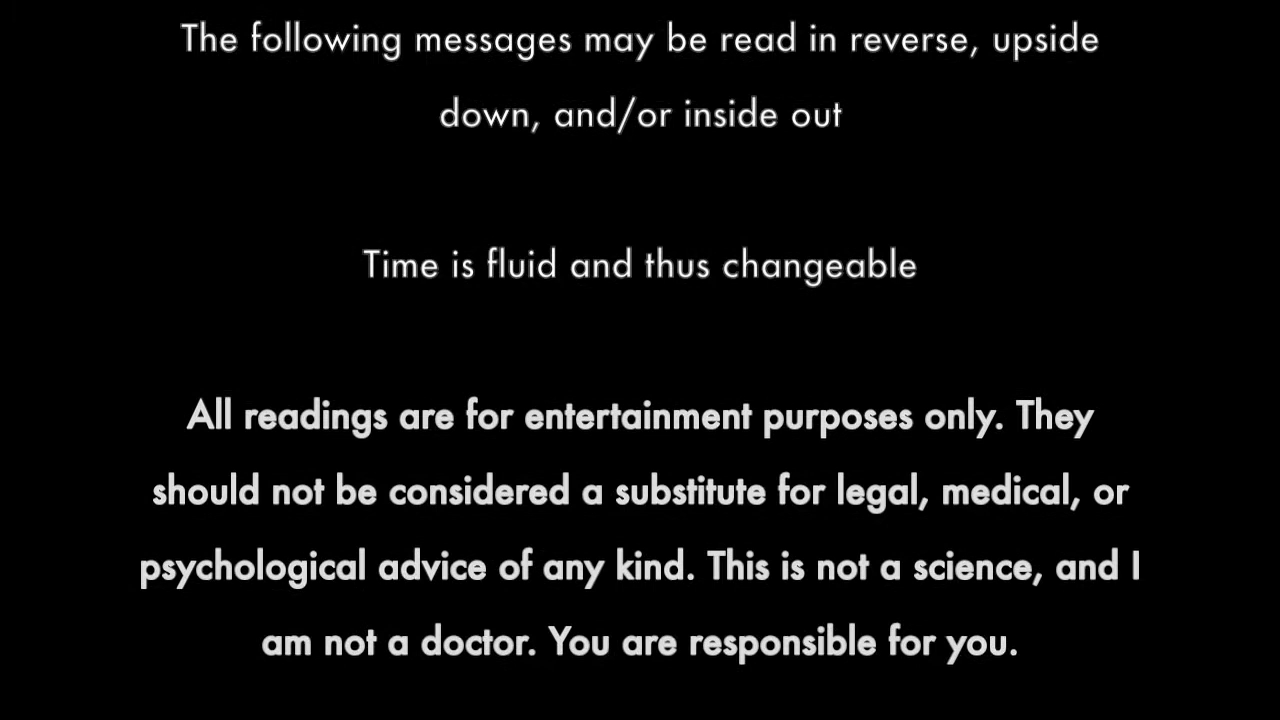 The following messages may be read in reverse, upside
down, and/or inside out
Time is fluid and thus changeable
All readings are for entertainment purposes only. They
should not be considered a substitute for legal, medical, or
psychological advice of any kind. This is not a science, and I
am not a doctor. You are responsible for you.